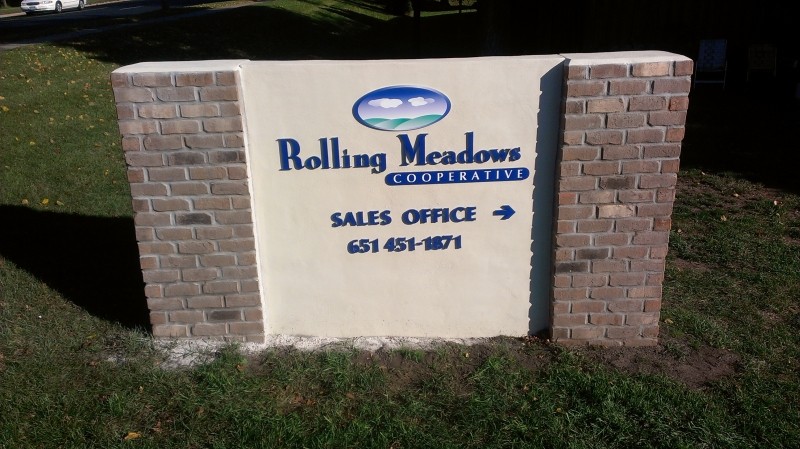 Rolling Meadows
COOPERATIVE
SALES OFFICE →
651 451-1871